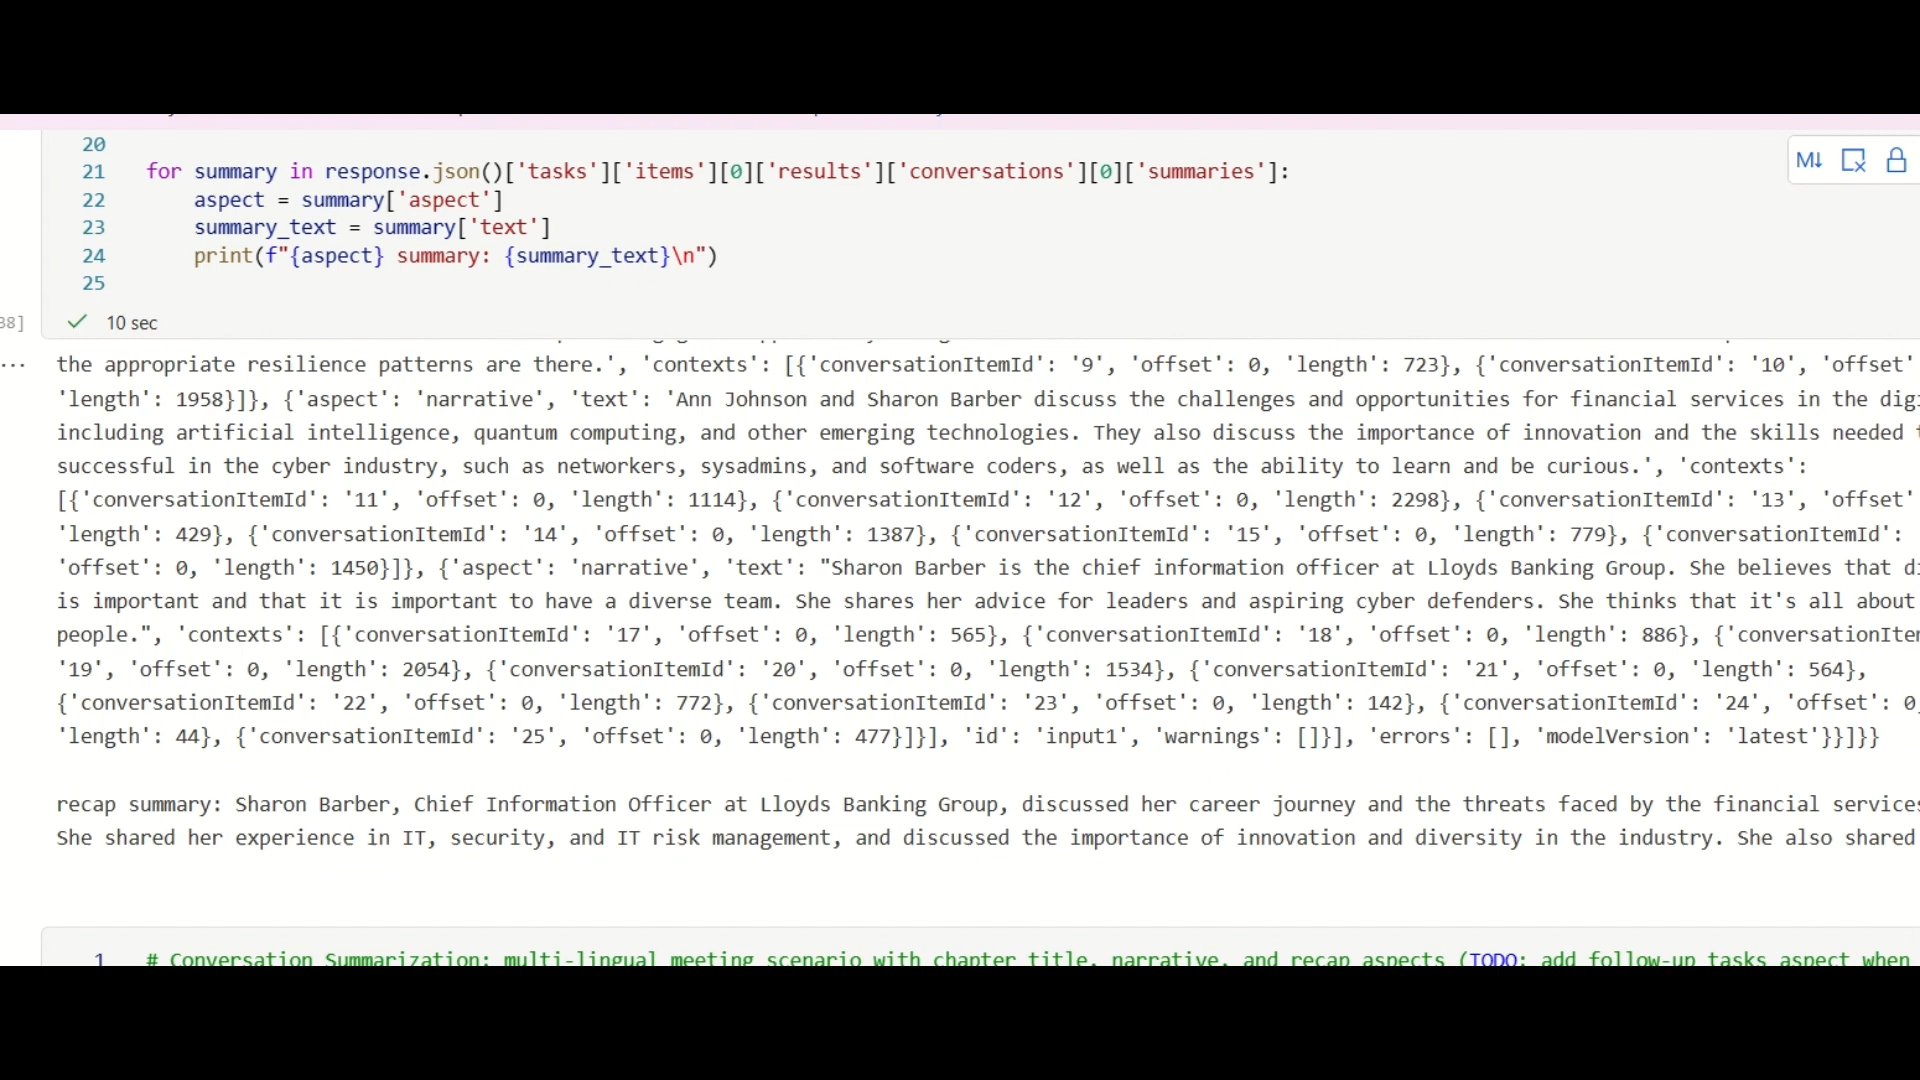 20
21 for summary in response.json()['tasks']['items'][0]['results']['conversations'][0]['summaries']:
M↓
22 aspect = summary['aspect']
23 summary_text = summary['text']
24 print(f"{aspect} summary: {summary_text}\n")
25
38] 10 sec
... the appropriate resilience patterns are there.', 'contexts': [{'conversationItemId': '9', 'offset': 0, 'length': 723}, {'conversationItemId': '10', 'offset'
'length': 1958}]}, {'aspect': 'narrative', 'text': 'Ann Johnson and Sharon Barber discuss the challenges and opportunities for financial services in the
including artificial intelligence, quantum computing, and other emerging technologies. They also discuss the importance of innovation and the skills needed
successful in the cyber industry, such as networkers, sysadmins, and software coders, as well as the ability to learn and be curious.', 'contexts':
[{'conversationItemId': '11', 'offset': 0, 'length': 1114}, {'conversationItemId': '12', 'offset': 0, 'length': 2298}, {'conversationItemId': '13', 'offset'
'length': 429}, {'conversationItemId': '14', 'offset': 0, 'length': 1387}, {'conversationItemId': '15', 'offset': 0, 'length': 779}, {'conversationItemId':
'offset': 0, 'length': 1450}]}, {'aspect': 'narrative', 'text': "Sharon Barber is the chief information officer at Lloyds Banking Group. She believes that
is important and that it is important to have a diverse team. She shares her advice for leaders and aspiring cyber defenders. She thinks that it's all about
people.", 'contexts': [{'conversationItemId': '17', 'offset': 0, 'length': 565}, {'conversationItemId': '18', 'offset': 0, 'length': 886}, {'conversationItem
'19', 'offset': 0, 'length': 2054}, {'conversationItemId': '20', 'offset': 0, 'length': 1534}, {'conversationItemId': '21', 'offset': 0, 'length': 564},
{'conversationItemId': '22', 'offset': 0, 'length': 772}, {'conversationItemId': '23', 'offset': 0, 'length': 142}, {'conversationItemId': '24', 'offset': 0,
'length': 44}, {'conversationItemId': '25', 'offset': 0, 'length': 477}]}], 'id': 'input1', 'warnings': []}], 'errors': [], 'modelVersion': 'latest'}}]}}
recap summary: Sharon Barber, Chief Information Officer at Lloyds Banking Group, discussed her career journey and the threats faced by the financial services
She shared her experience in IT, security, and IT risk management, and discussed the importance of innovation and diversity in the industry. She also shared
1 # Conversation Summarization: multi-lingual meeting scenario with chapter title, narrative, and recap aspects (TODO: add follow-up tasks aspect when